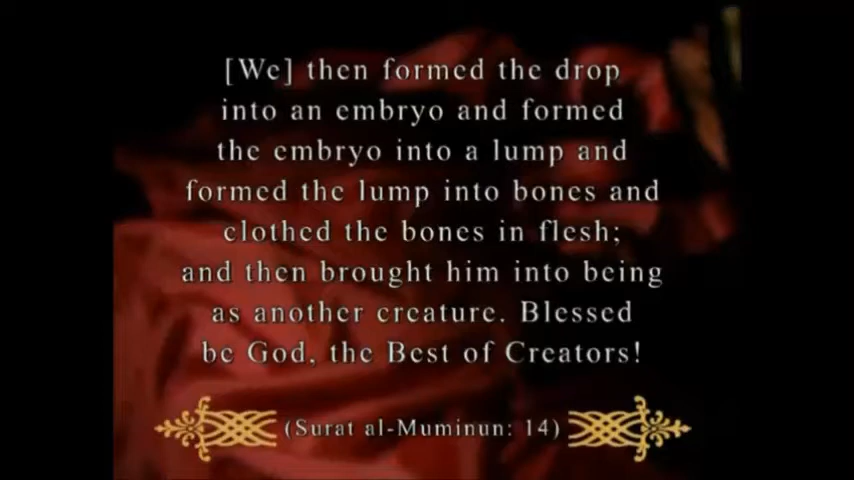 [We] then formed the drop
into an embryo and formed
the embryo into a lump and
formed the lump into bones and
clothed the bones in flesh;
and then brought him into being
as another creature. Blessed
be God, the Best of Creators!
(Surat al-Muminun: 14)